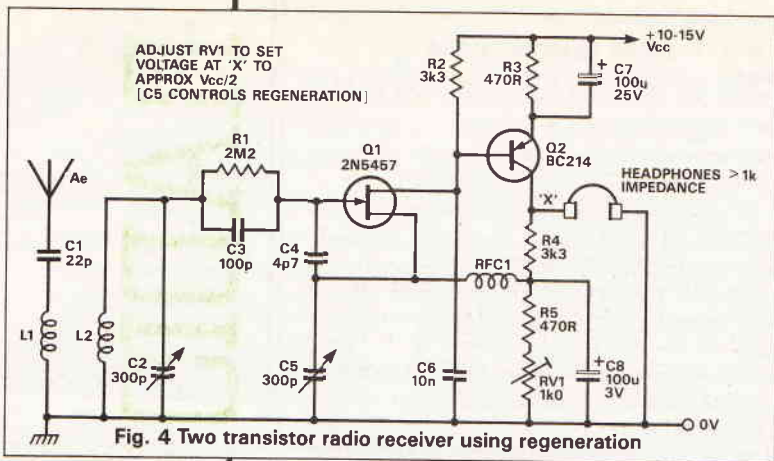 ADJUST RV1 TO SET
VOLTAGE AT 'X' TO
APPROX Vcc/2
[C5 CONTROLS REGENERATION]
+10-15V
Vcc
R2
3k3
R3
470R
+
C7
100u
25V
R1
2M2
Q1
2N5457
Q2
BC214
HEADPHONES > 1k
IMPEDANCE
Ae
'X'
C1
22p
C3
100p
C4
4p7
RFC1
R4
3k3
L1
L2
C2
300p
C5
300p
C6
10n
R5
470R
RV1
1k0
+
C8
100u
3V
0V
Fig. 4 Two transistor radio receiver using regeneration